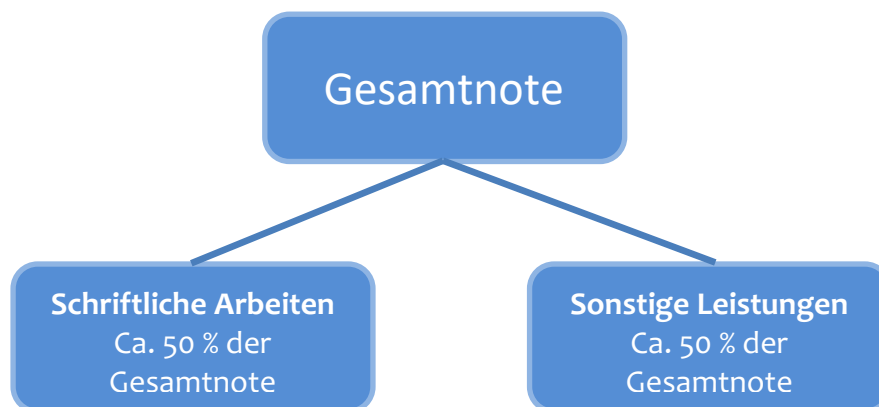 Gesamtnote
Schriftliche Arbeiten
Ca. 50 % der
Gesamtnote
Sonstige Leistungen
Ca. 50 % der
Gesamtnote